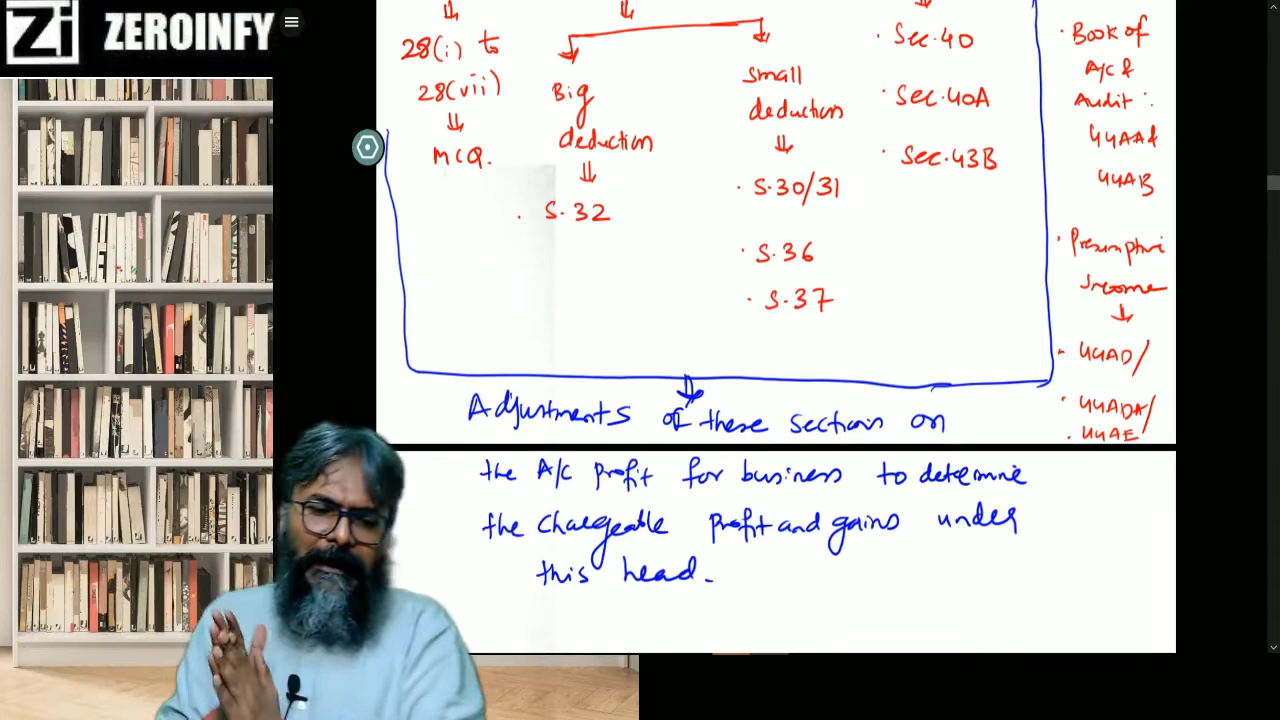 Zi ZEROINFY
28(i) to
28(vii)
MCQ.
Big
deduction
· S.32
Small
deduction
· S.30/31
· S.36
· S.37
· Sec.40
· Sec.40A
· Sec.43B
· Book of
A/C &
Audit :
44AA &
44AB
· Presumptive
Income
· 44AD/
· 44ADA/
· 44AE
Adjustments of these sections on
the A/C profit for business to determine
the chargeable profit and gains under
this head.